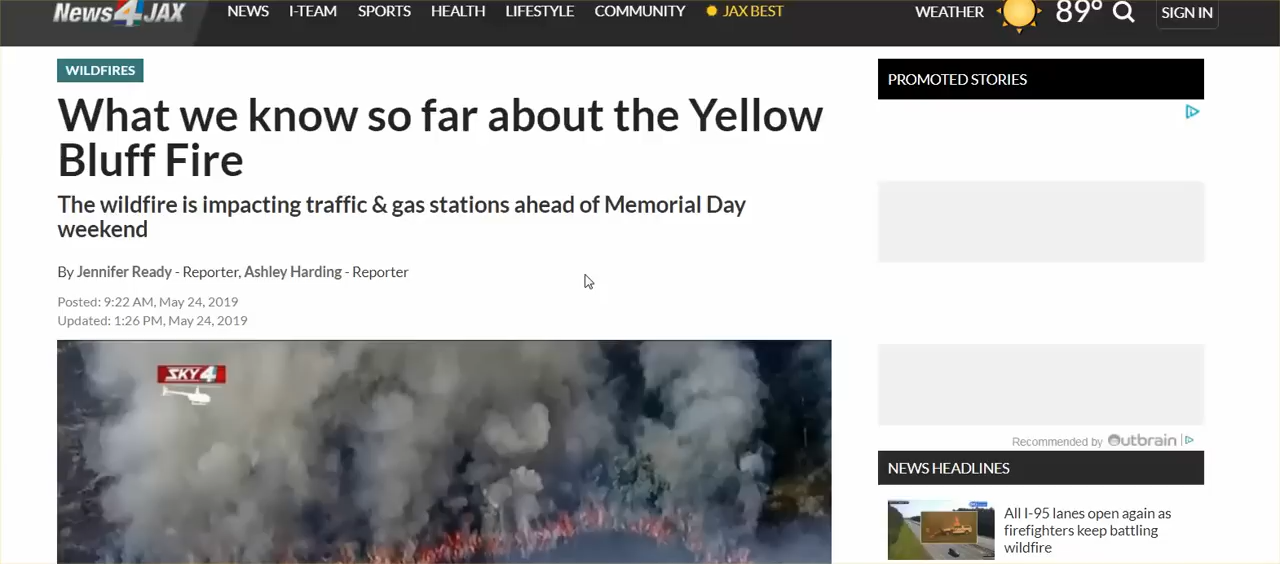 News4JAX
NEWS I-TEAM SPORTS HEALTH LIFESTYLE COMMUNITY JAX BEST WEATHER 89° SIGN IN
WILDFIRES
What we know so far about the Yellow
Bluff Fire
The wildfire is impacting traffic & gas stations ahead of Memorial Day
weekend
By Jennifer Ready - Reporter, Ashley Harding - Reporter
Posted: 9:22 AM, May 24, 2019
Updated: 1:26 PM, May 24, 2019
SKY4
PROMOTED STORIES
Recommended by Outbrain
NEWS HEADLINES
All I-95 lanes open again as
firefighters keep battling
wildfire